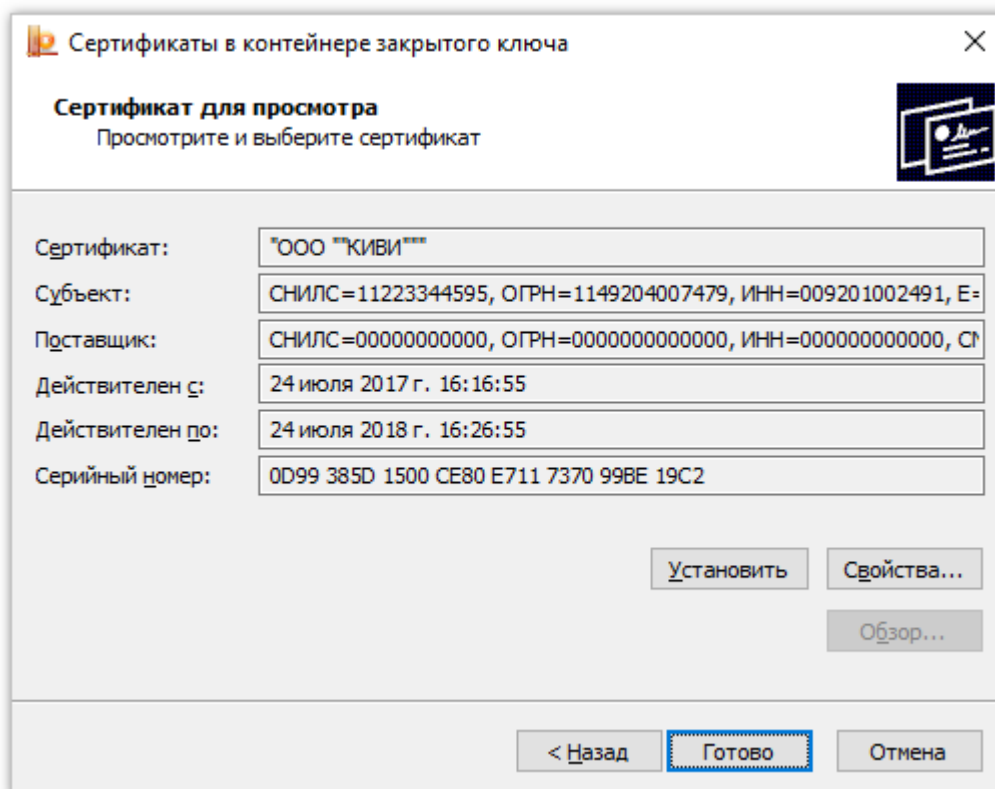 Сертификаты в контейнере закрытого ключа
Сертификат для просмотра
Просмотрите и выберите сертификат
Сертификат: "ООО ""КИВИ"""
Субъект: СНИЛС=11223344595, ОГРН=1149204007479, ИНН=009201002491, E=
Поставщик: СНИЛС=00000000000, ОГРН=0000000000000, ИНН=000000000000, CN
Действителен с: 24 июля 2017 г. 16:16:55
Действителен по: 24 июля 2018 г. 16:26:55
Серийный номер: 0D99 385D 1500 CE80 E711 7370 99BE 19C2
Установить Свойства...
Обзор...
< Назад Готово Отмена